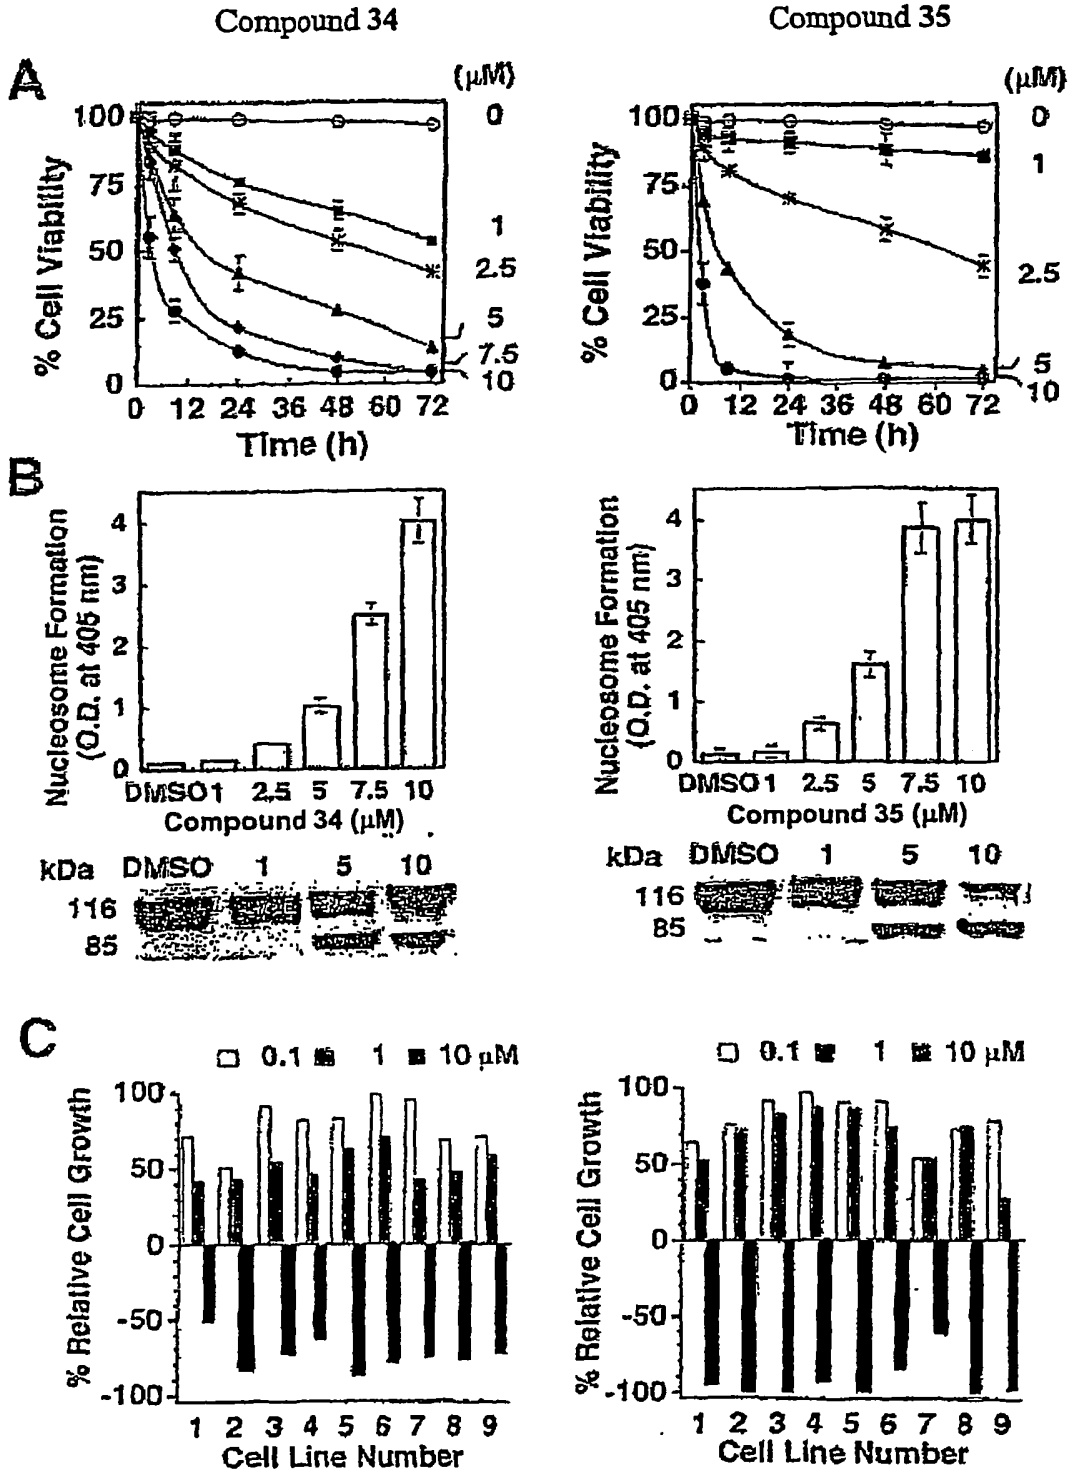 Compound 34 Compound 35
A
(μM) (μM)
100 0 100 0
75 75 1
50 1 50
2.5 2.5
25 5 25
7.5 5
0 10 0 10
% Cell Viability % Cell Viability
0 12 24 36 48 60 72 0 12 24 36 48 60 72
Time (h) Time (h)
B
Nucleosome Formation
(O.D. at 405 nm)
Nucleosome Formation
(O.D. at 405 nm)
4 4
3 3
2 2
1 1
0 0
DMSO 1 2.5 5 7.5 10 DMSO 1 2.5 5 7.5 10
Compound 34 (μM) Compound 35 (μM)
kDa DMSO 1 5 10 kDa DMSO 1 5 10
116 116
85 85
C
0.1 1 10 μM 0.1 1 10 μM
% Relative Cell Growth % Relative Cell Growth
100 100
50 50
0 0
-50 -50
-100 -100
1 2 3 4 5 6 7 8 9 1 2 3 4 5 6 7 8 9
Cell Line Number Cell Line Number